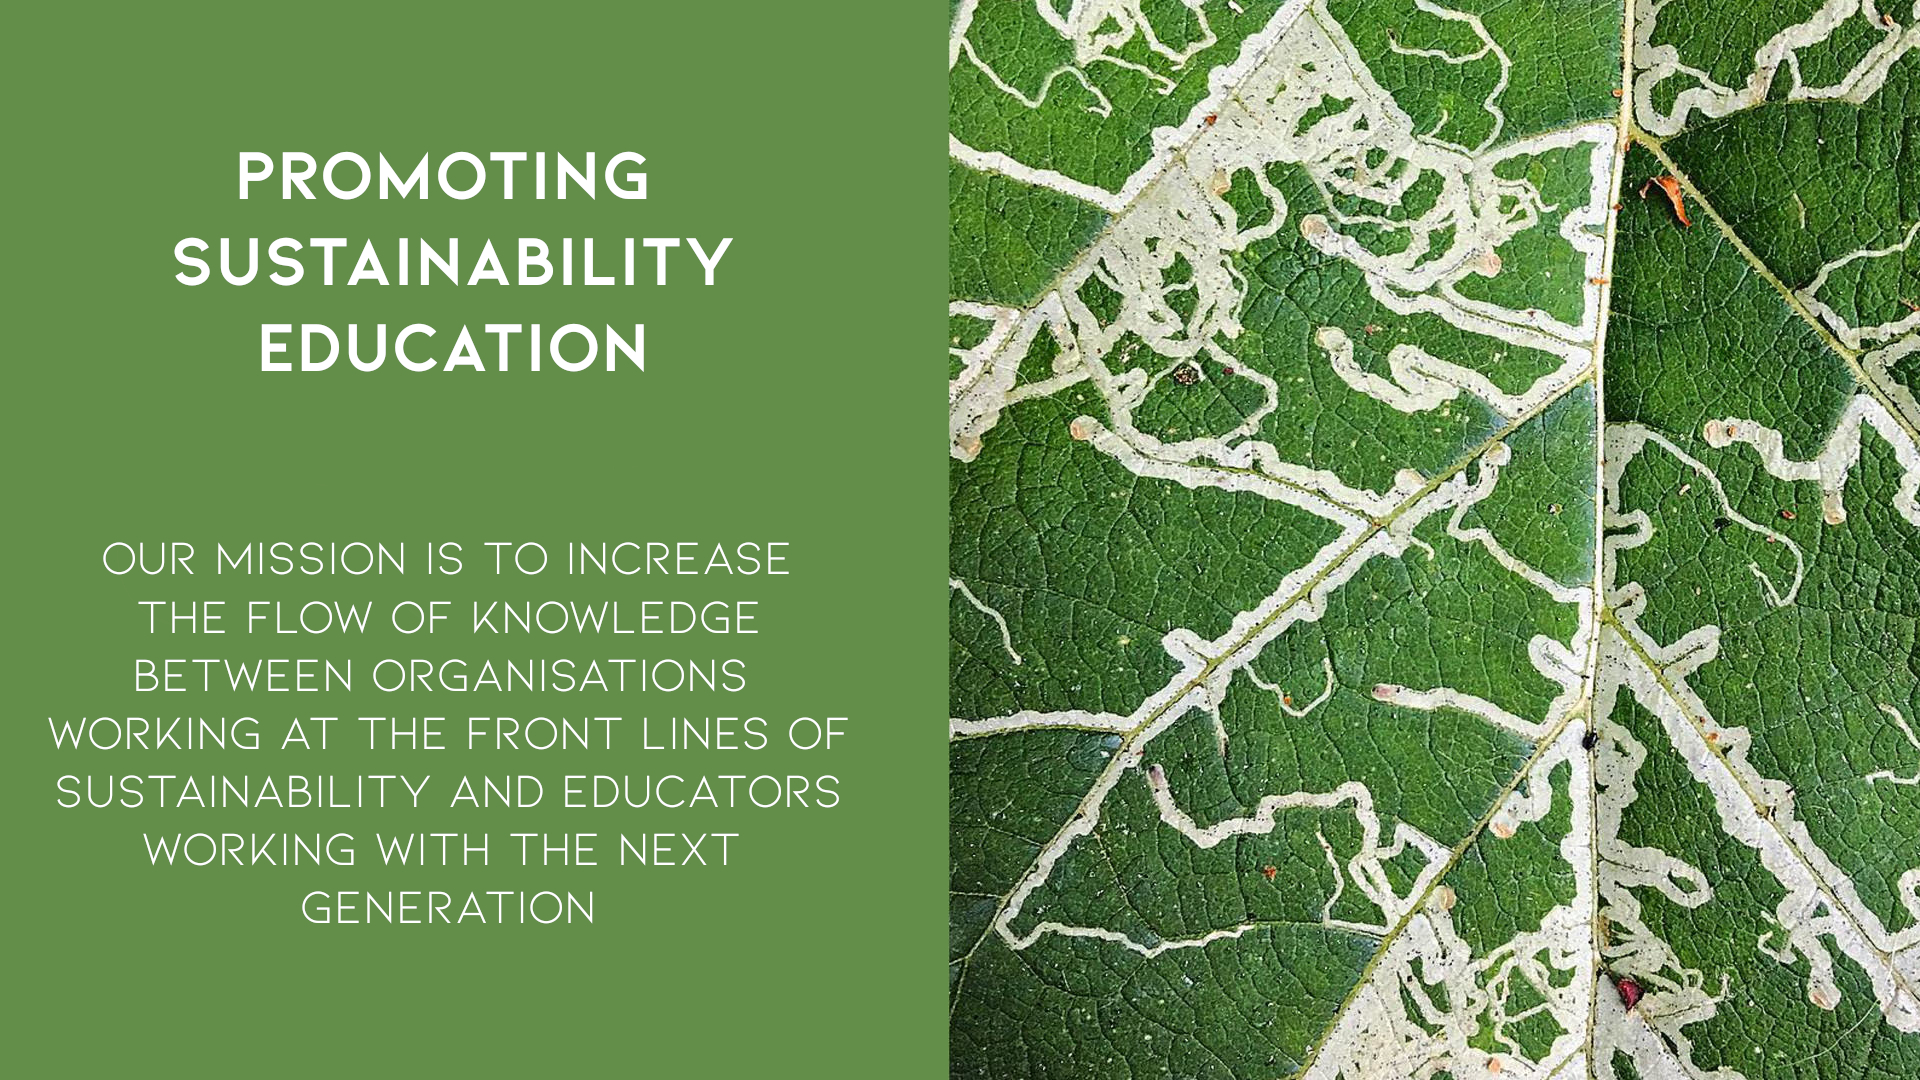 PROMOTING
SUSTAINABILITY
EDUCATION
OUR MISSION IS TO INCREASE
THE FLOW OF KNOWLEDGE
BETWEEN ORGANISATIONS
WORKING AT THE FRONT LINES OF
SUSTAINABILITY AND EDUCATORS
WORKING WITH THE NEXT
GENERATION